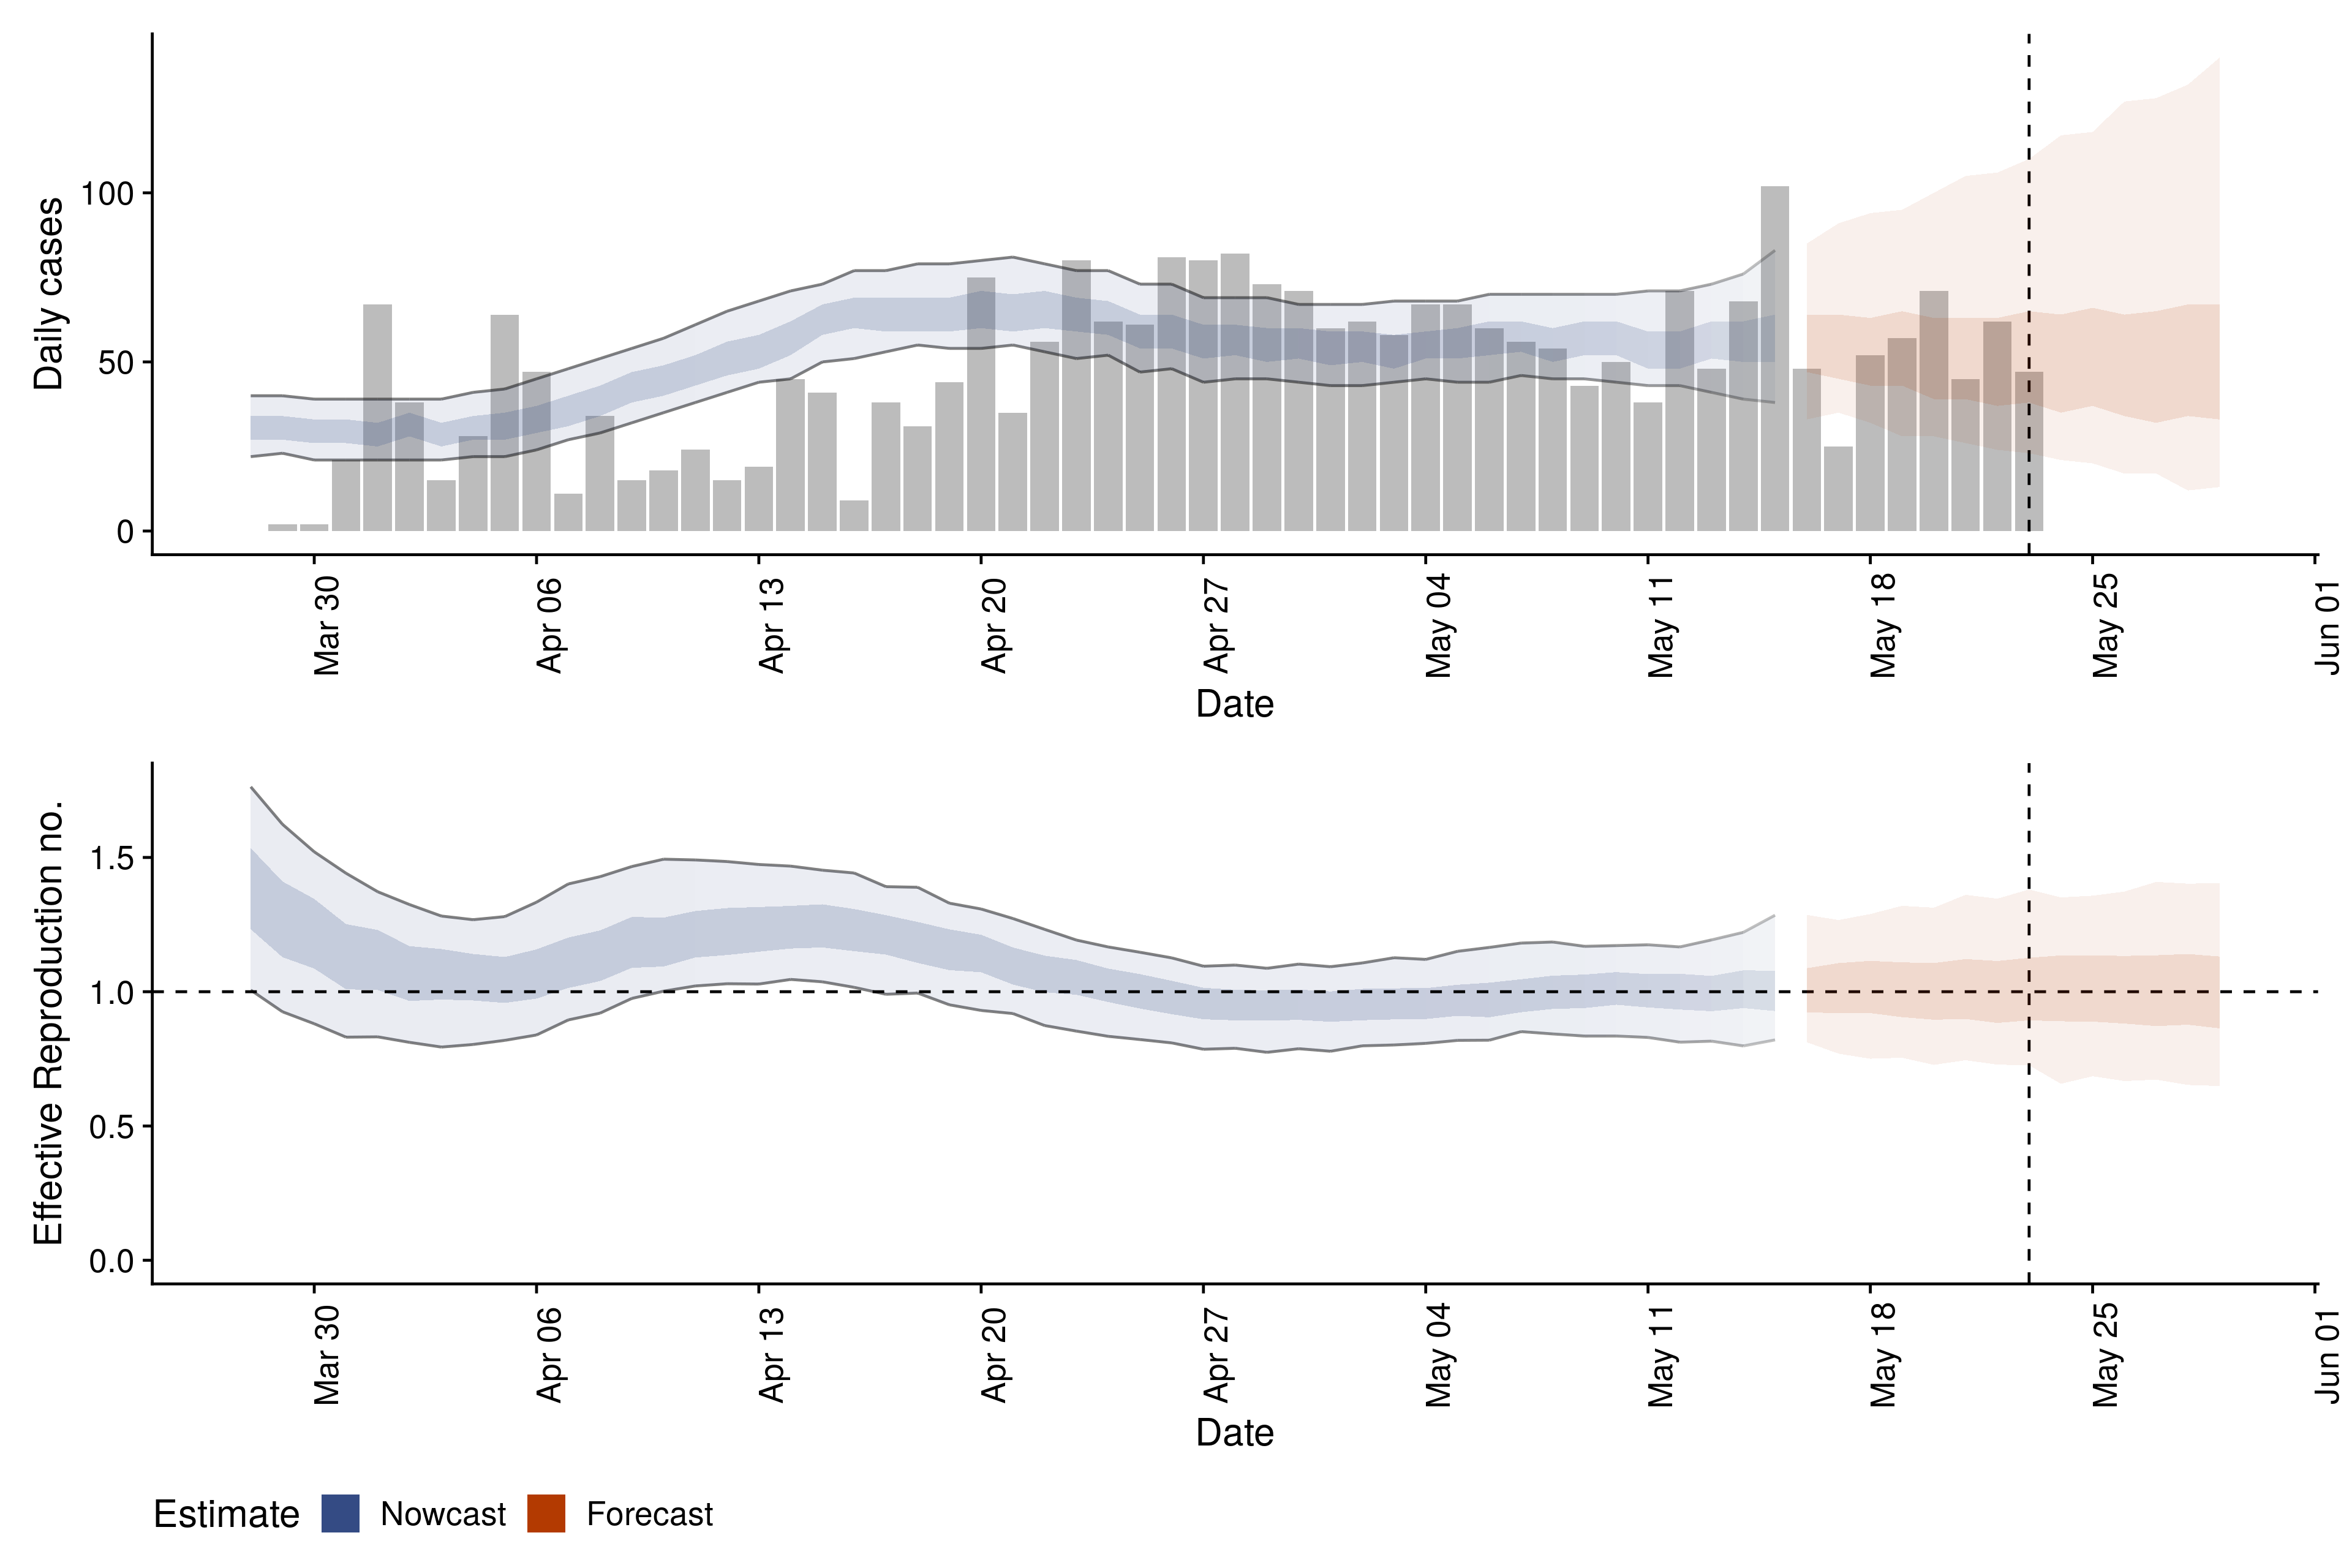 Daily cases
100
50
0
Mar 30
Apr 06
Apr 13
Apr 20
Apr 27
May 04
May 11
May 18
May 25
Jun 01
Date
Effective Reproduction no.
1.5
1.0
0.5
0.0
Mar 30
Apr 06
Apr 13
Apr 20
Apr 27
May 04
May 11
May 18
May 25
Jun 01
Date
Estimate Nowcast Forecast